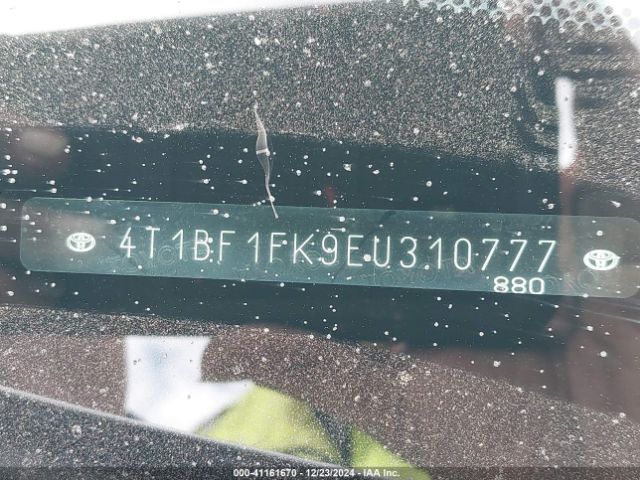 4T1BF1FK9EU310777
880
000-41161670 - 12/23/2024 - IAA Inc.